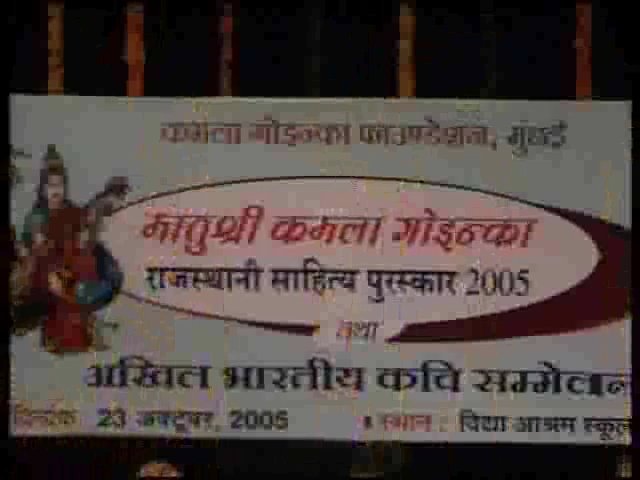 कमला गोइन्का फाउण्डेशन, मुंबई
मातुश्री कमला गोइन्का
राजस्थानी साहित्य पुरस्कार 2005
तथा
अखिल भारतीय कवि सम्मेलन
दिनांक 23 अक्टूबर, 2005 स्थान : विद्या आश्रम स्कूल